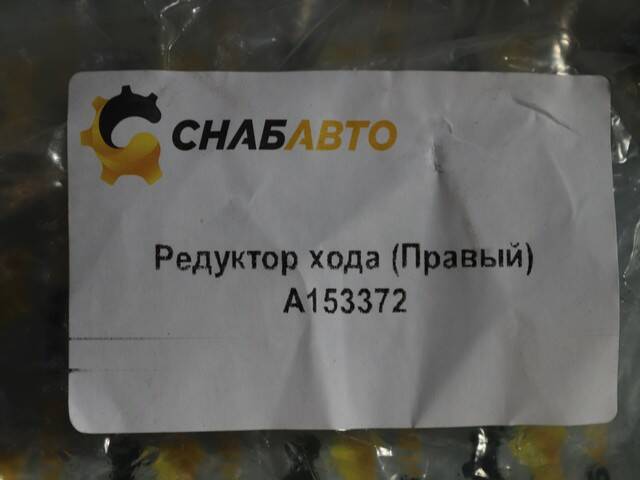 СНАБАВТО
Редуктор хода (Правый)
А153372